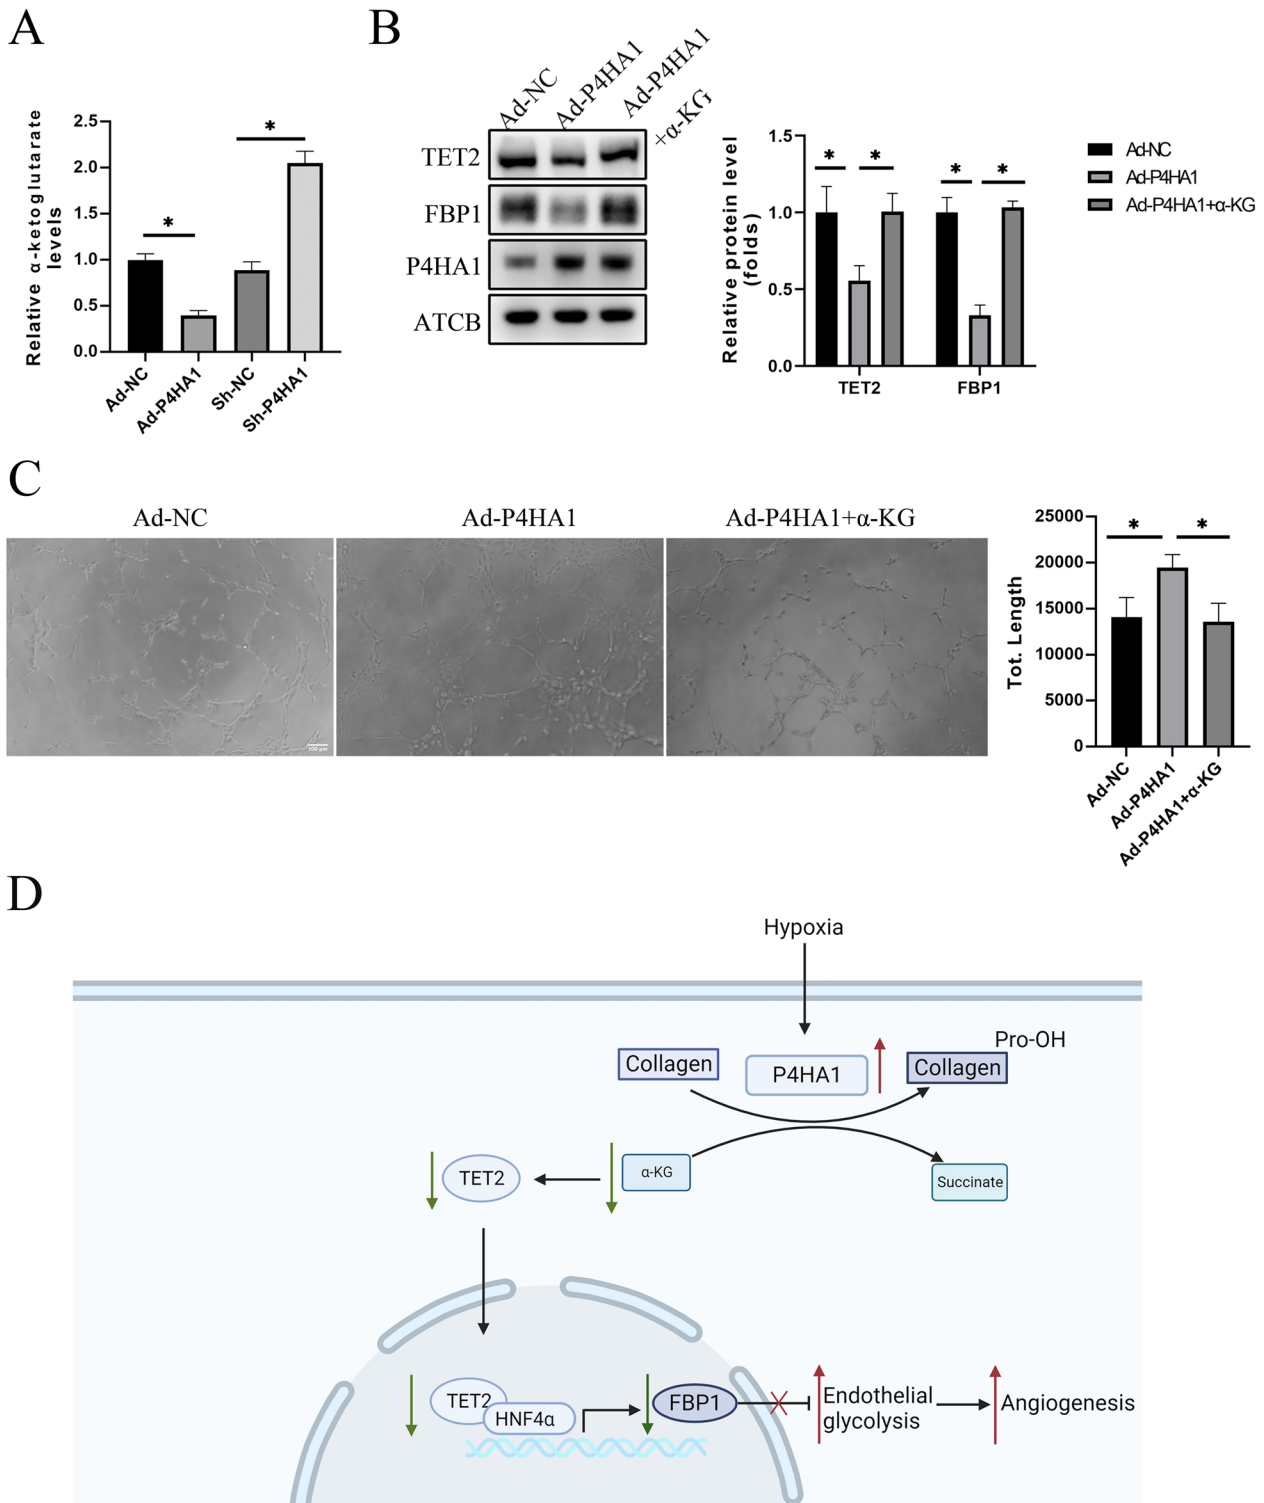 A
Relative α-ketoglutarate
levels
2.5
2.0
1.5
1.0
0.5
0.0
*
*
Ad-NC
Ad-P4HA1
Sh-NC
Sh-P4HA1
B
Ad-NC
Ad-P4HA1
Ad-P4HA1
+α-KG
TET2
FBP1
P4HA1
ATCB
Relative protein level
(folds)
1.5
1.0
0.5
0.0
* * * *
TET2 FBP1
Ad-NC
Ad-P4HA1
Ad-P4HA1+α-KG
C
Ad-NC
Ad-P4HA1
Ad-P4HA1+α-KG
100 μm
Tot. Length
25000
20000
15000
10000
5000
0
* *
Ad-NC
Ad-P4HA1
Ad-P4HA1+α-KG
D
Hypoxia
Pro-OH
Collagen
P4HA1
Collagen
TET2
α-KG
Succinate
TET2
HNF4α
FBP1
Endothelial
glycolysis
Angiogenesis